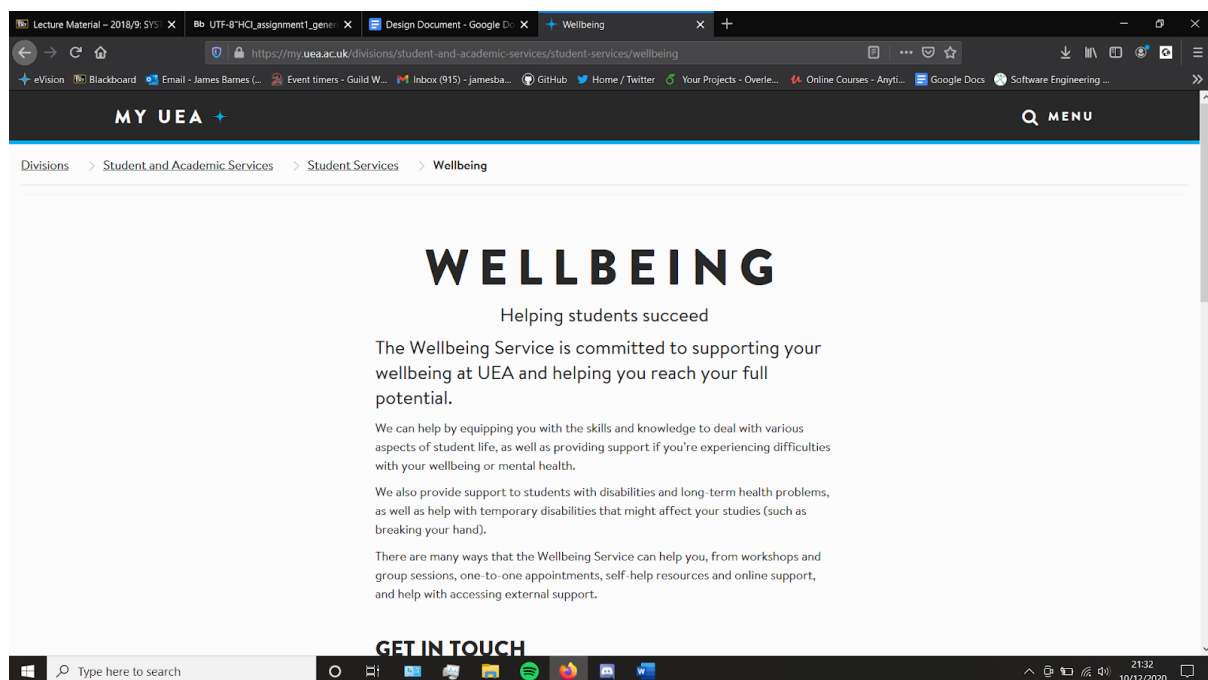 Lecture Material – 2018/9: SYS
Bb UTF-8"HCI_assignment1_gener
Design Document - Google Do
Wellbeing
https://my.uea.ac.uk/divisions/student-and-academic-services/student-services/wellbeing
eVision
Blackboard
Email - James Barnes (...
Event timers - Guild W...
Inbox (915) - jamesba...
GitHub
Home / Twitter
Your Projects - Overle...
Online Courses - Anyti...
Google Docs
Software Engineering ...
MY UEA
MENU
Divisions > Student and Academic Services > Student Services > Wellbeing
WELLBEING
Helping students succeed
The Wellbeing Service is committed to supporting your
wellbeing at UEA and helping you reach your full
potential.
We can help by equipping you with the skills and knowledge to deal with various
aspects of student life, as well as providing support if you're experiencing difficulties
with your wellbeing or mental health.
We also provide support to students with disabilities and long-term health problems,
as well as help with temporary disabilities that might affect your studies (such as
breaking your hand).
There are many ways that the Wellbeing Service can help you, from workshops and
group sessions, one-to-one appointments, self-help resources and online support,
and help with accessing external support.
GET IN TOUCH
Type here to search
21:32
10/12/2020